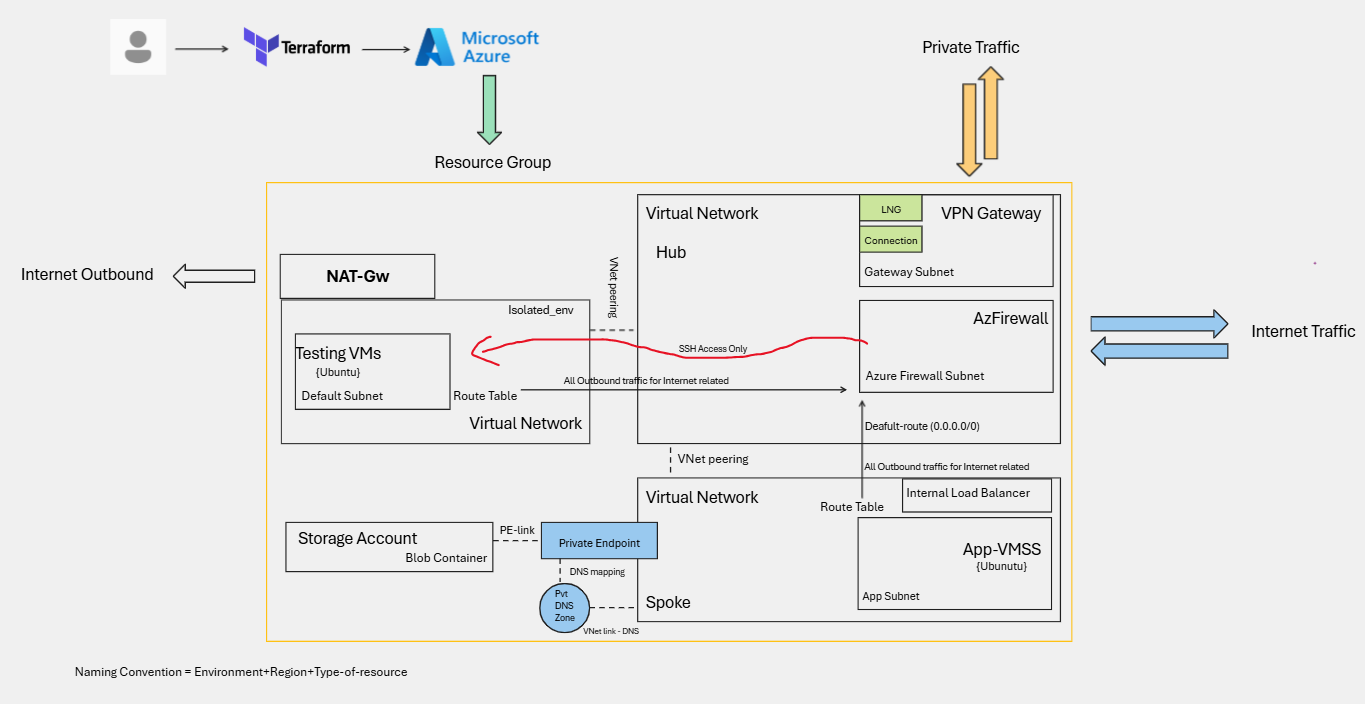 Terraform
Microsoft
Azure
Private Traffic
Resource Group
Virtual Network
Hub
LNG
Connection
VPN Gateway
Gateway Subnet
Internet Outbound
NAT-Gw
VNet peering
Isolated_env
Testing VMs
{Ubuntu}
Default Subnet
Route Table
Virtual Network
SSH Access Only
All Outbound traffic for Internet related
AzFirewall
Azure Firewall Subnet
Internet Traffic
Deafult-route (0.0.0.0/0)
VNet peering
All Outbound traffic for Internet related
Virtual Network
Route Table
Internal Load Balancer
Storage Account
Blob Container
PE-link
Private Endpoint
DNS mapping
Pvt
DNS
Zone
VNet link - DNS
Spoke
App-VMSS
{Ubunutu}
App Subnet
Naming Convention = Environment+Region+Type-of-resource